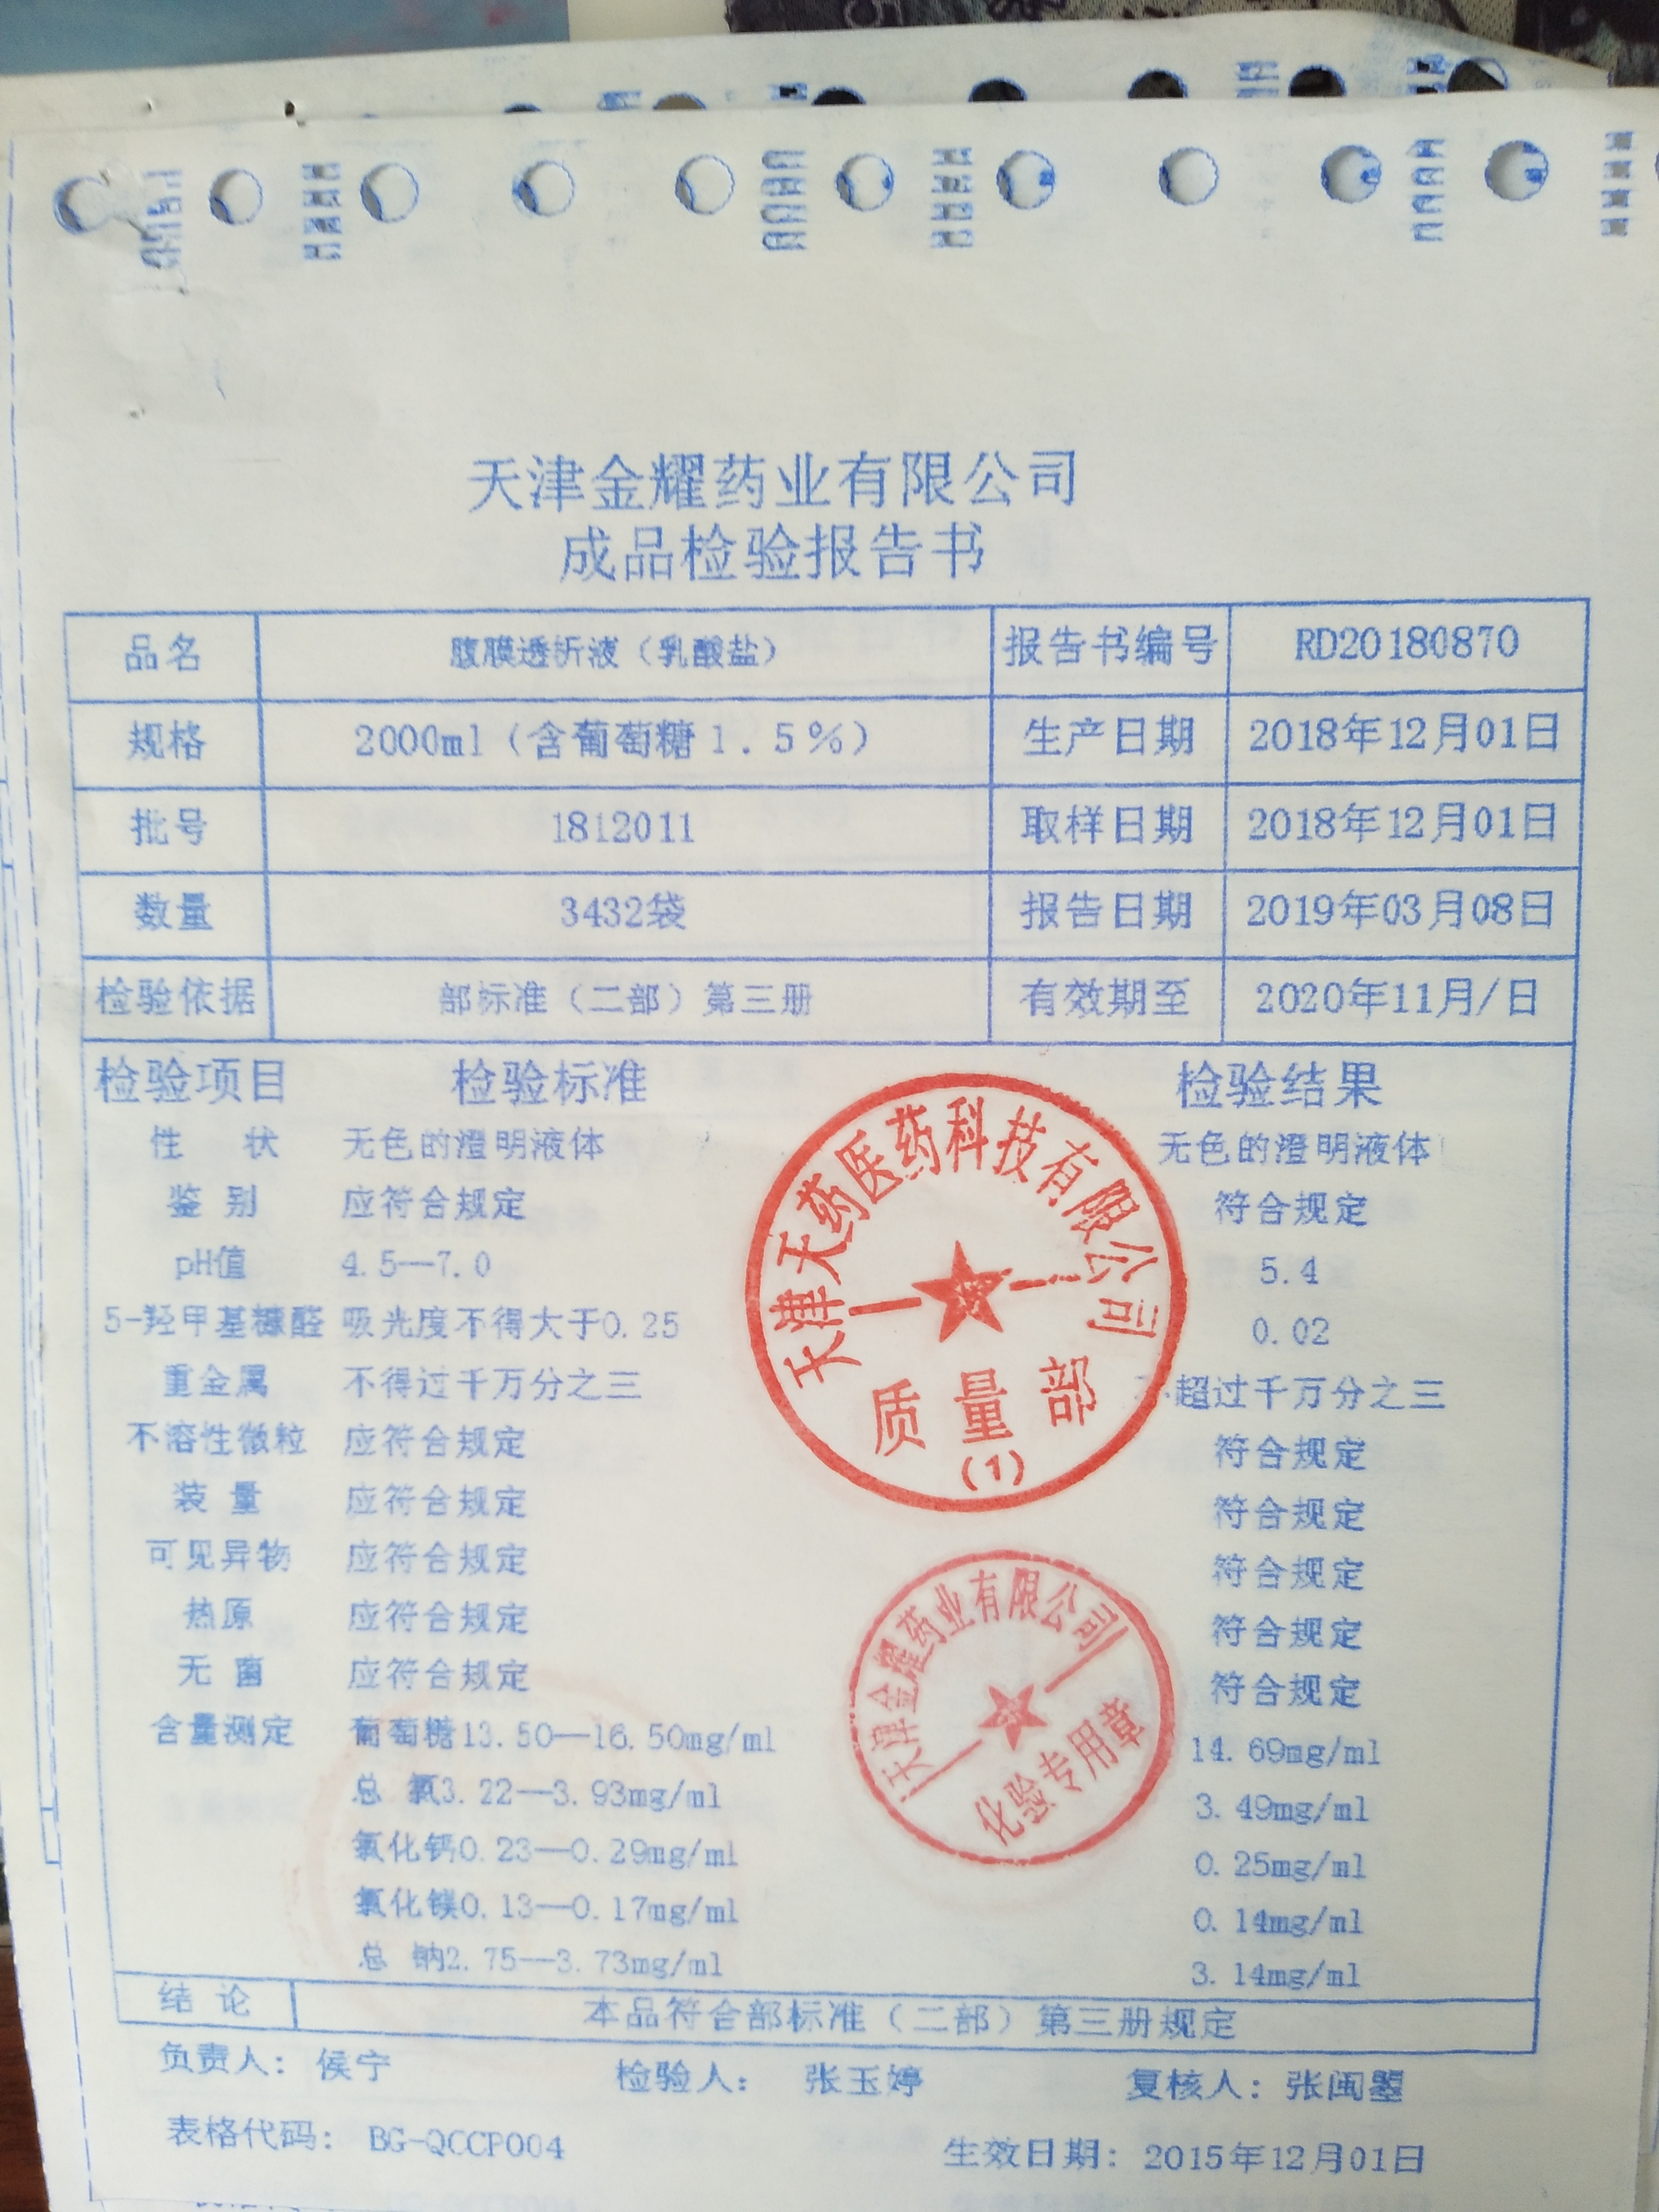 天津金耀药业有限公司
成品检验报告书
品名 腹膜透析液（乳酸盐） 报告书编号 RD20180870
规格 2000ml（含葡萄糖1.5%） 生产日期 2018年12月01日
批号 1812011 取样日期 2018年12月01日
数量 3432袋 报告日期 2019年03月08日
检验依据 部标准（二部）第三册 有效期至 2020年11月/日
检验项目 检验标准 检验结果
性 状 无色的澄明液体 无色的澄明液体
鉴 别 应符合规定 符合规定
pH值 4.5—7.0 5.4
5-羟甲基糠醛 吸光度不得大于0.25 0.02
重金属 不得过千万分之三 不超过千万分之三
不溶性微粒 应符合规定 符合规定
装 量 应符合规定 符合规定
可见异物 应符合规定 符合规定
热原 应符合规定 符合规定
无 菌 应符合规定 符合规定
含量测定 葡萄糖13.50—16.50mg/ml 14.69mg/ml
总 氯3.22—3.93mg/ml 3.49mg/ml
氯化钙0.23—0.29mg/ml 0.25mg/ml
氯化镁0.13—0.17mg/ml 0.14mg/ml
总 钠2.75—3.73mg/ml 3.14mg/ml
天津天药医药科技有限公司
质量部
(1)
天津金耀药业有限公司
化验专用章
结 论 本品符合部标准（二部）第三册规定
负责人：侯宁 检验人： 张玉婷 复核人：张闽
表格代码： BG-QCCP004 生效日期：2015年12月01日